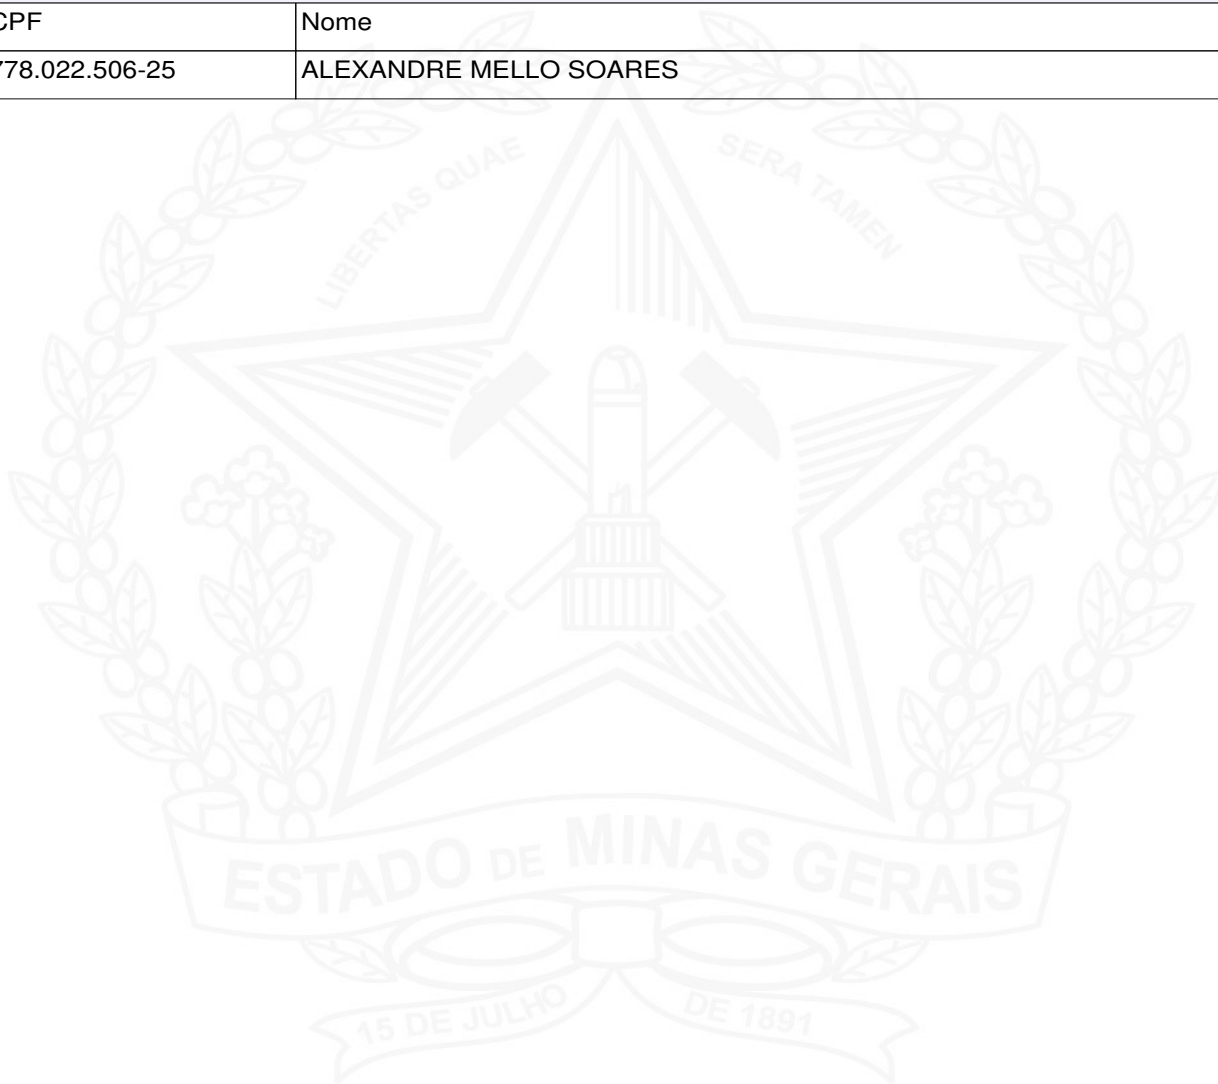 CPF Nome
778.022.506-25 ALEXANDRE MELLO SOARES
LIBERTAS QUAE SERA TAMEN
ESTADO DE MINAS GERAIS
15 DE JULHO DE 1891